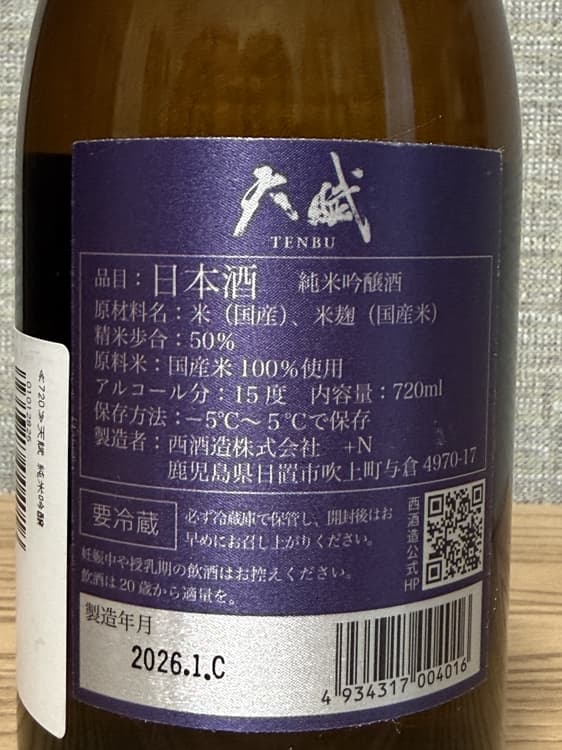 天賦
TENBU
品目：日本酒　純米吟醸酒
原材料名：米（国産）、米麹（国産米）
精米歩合：50%
原料米：国産米100%使用
アルコール分：15度　内容量：720ml
保存方法：−5℃〜5℃で保存
製造者：西酒造株式会社　+N
鹿児島県日置市吹上町与倉4970-17
要冷蔵
必ず冷蔵庫で保管し、開封後はお
早めにお召し上がりください。
西酒造公式HP
妊娠中や授乳期の飲酒はお控えください。
飲酒は20歳から適量を。
製造年月
2026.1.C
4 934317 004016
≪720≫天賦 純米吟醸